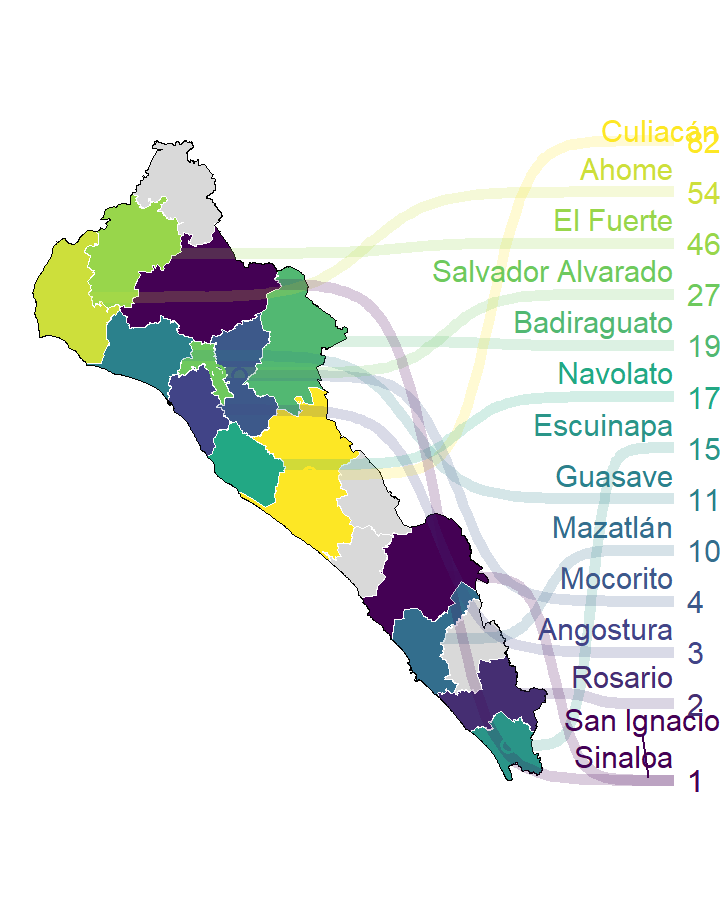 Culiacán
82
Ahome
54
El Fuerte
46
Salvador Alvarado
27
Badiraguato
19
Navolato
17
Escuinapa
15
Guasave
11
Mazatlán
10
Mocorito
4
Angostura
3
Rosario
2
San Ignacio
Sinaloa
1